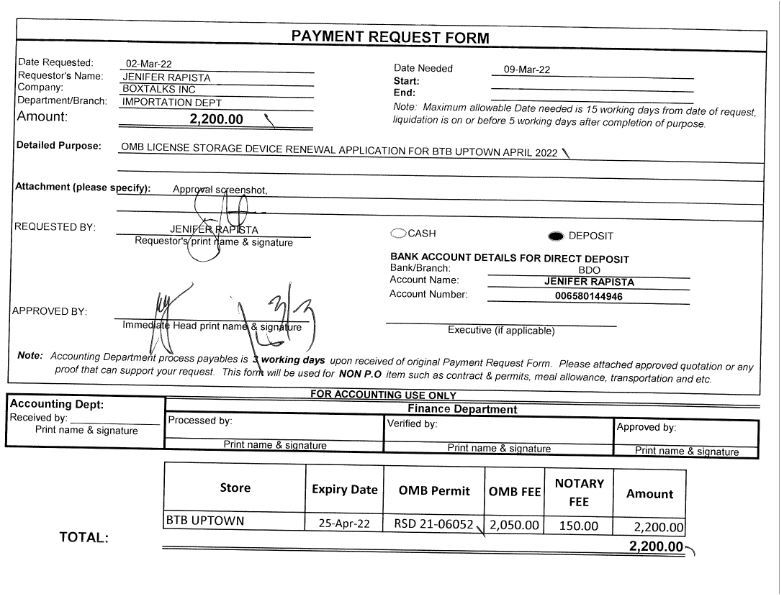 PAYMENT REQUEST FORM
Date Requested: 02-Mar-22
Requestor's Name: JENIFER RAPISTA
Company: BOXTALKS INC
Department/Branch: IMPORTATION DEPT
Amount: 2,200.00
Date Needed 09-Mar-22
Start:
End:
Note: Maximum allowable Date needed is 15 working days from date of request,
liquidation is on or before 5 working days after completion of purpose.
Detailed Purpose: OMB LICENSE STORAGE DEVICE RENEWAL APPLICATION FOR BTB UPTOWN APRIL 2022
Attachment (please specify): Approval screenshot.
REQUESTED BY: JENIFER RAPISTA
Requestor's print name & signature
CASH DEPOSIT
BANK ACCOUNT DETAILS FOR DIRECT DEPOSIT
Bank/Branch: BDO
Account Name: JENIFER RAPISTA
Account Number: 006580144946
APPROVED BY: 3/3
Immediate Head print name & signature
Executive (if applicable)
Note: Accounting Department process payables is 3 working days upon received of original Payment Request Form. Please attached approved quotation or any
proof that can support your request. This form will be used for NON P.O item such as contract & permits, meal allowance, transportation and etc.
FOR ACCOUNTING USE ONLY
Accounting Dept: Finance Department
Received by: Processed by: Verified by: Approved by:
Print name & signature Print name & signature Print name & signature Print name & signature
Store Expiry Date OMB Permit OMB FEE NOTARY FEE Amount
BTB UPTOWN 25-Apr-22 RSD 21-06052 2,050.00 150.00 2,200.00
TOTAL: 2,200.00